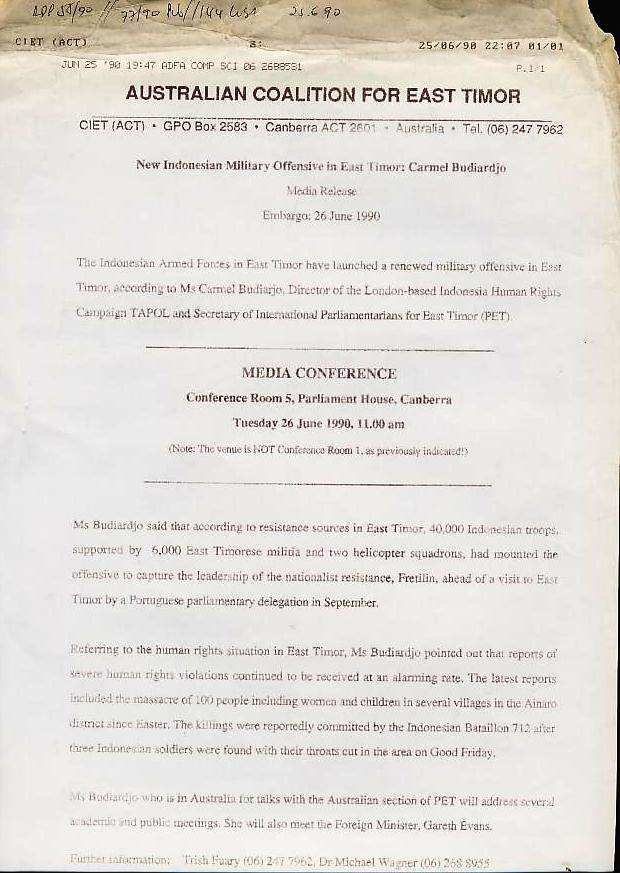 25.6.90
CIET (ACT) 25/06/90 22:07 01/01
JUN 25 '90 19:47 ADFA COMP SCI 06 2688581 P.1/1
AUSTRALIAN COALITION FOR EAST TIMOR
CIET (ACT) • GPO Box 2583 • Canberra ACT 2601 • Australia • Tel. (06) 247 7962
New Indonesian Military Offensive in East Timor: Carmel Budiardjo
Media Release
Embargo: 26 June 1990
The Indonesian Armed Forces in East Timor have launched a renewed military offensive in East
Timor, according to Ms Carmel Budiarjo, Director of the London-based Indonesia Human Rights
Campaign TAPOL and Secretary of International Parliamentarians for East Timor (PET).
MEDIA CONFERENCE
Conference Room 5, Parliament House, Canberra
Tuesday 26 June 1990, 11.00 am
(Note: The venue is NOT Conference Room 1, as previously indicated!)
Ms Budiardjo said that according to resistance sources in East Timor, 40,000 Indonesian troops,
supported by 6,000 East Timorese militia and two helicopter squadrons, had mounted the
offensive to capture the leadership of the nationalist resistance, Fretilin, ahead of a visit to East
Timor by a Portuguese parliamentary delegation in September.
Referring to the human rights situation in East Timor, Ms Budiardjo pointed out that reports of
severe human rights violations continued to be received at an alarming rate. The latest reports
included the massacre of 100 people including women and children in several villages in the Ainaro
district since Easter. The killings were reportedly committed by the Indonesian Bataillon 712 after
three Indonesian soldiers were found with their throats cut in the area on Good Friday.
Ms Budiardjo who is in Australia for talks with the Australian section of PET will address several
academic and public meetings. She will also meet the Foreign Minister, Gareth Evans.
Further information: Trish Fuary (06) 247 7962, Dr Michael Wagner (06) 268 8955